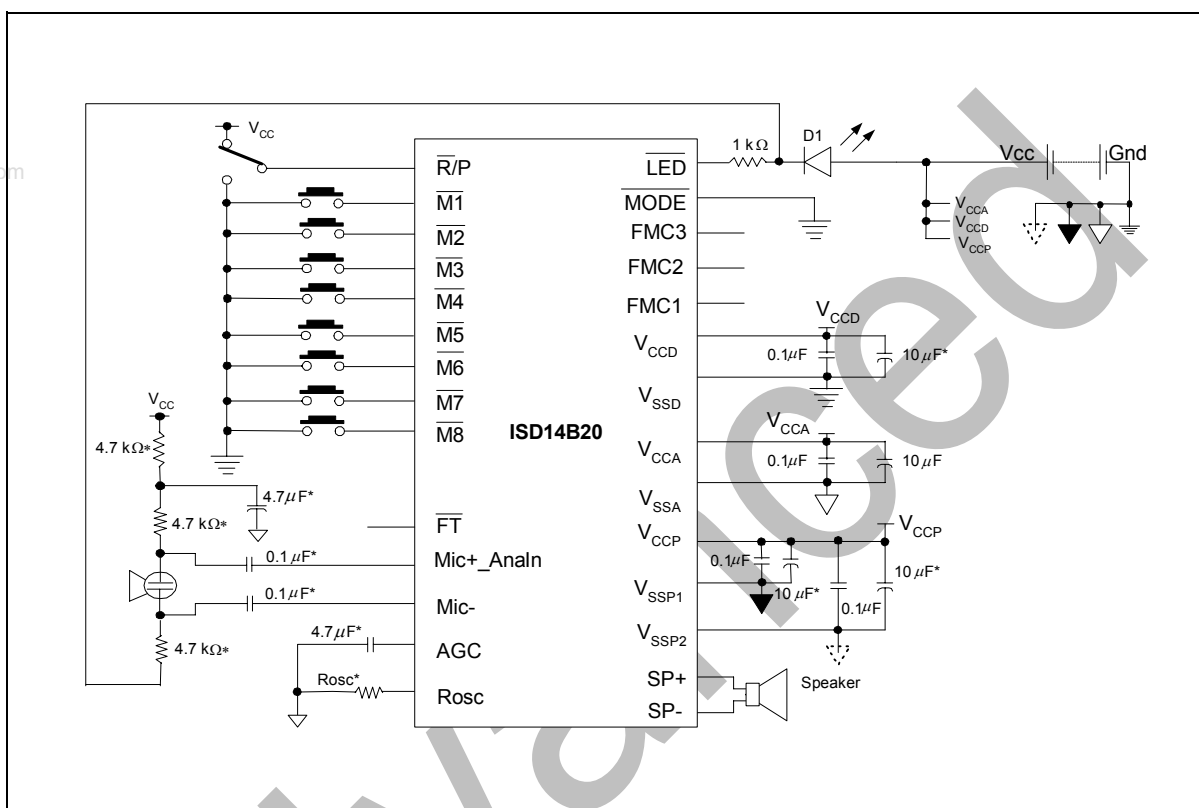 Vcc
R/P
M1
M2
M3
M4
M5
M6
M7
M8
Vcc
4.7 kΩ*
4.7μF*
4.7 kΩ*
0.1μF*
0.1μF*
4.7 kΩ*
4.7μF*
Rosc*
FT
Mic+_AnaIn
Mic-
AGC
Rosc
ISD14B20
LED
MODE
FMC3
FMC2
FMC1
VCCD
VSSD
VCCA
VSSA
VCCP
VSSP1
VSSP2
SP+
SP-
1 kΩ
D1
Vcc
Gnd
VCCA
VCCD
VCCP
VCCD
0.1μF
10μF*
VCCA
0.1μF
10μF
VCCP
0.1μF
10μF*
0.1μF
10μF*
Speaker
om